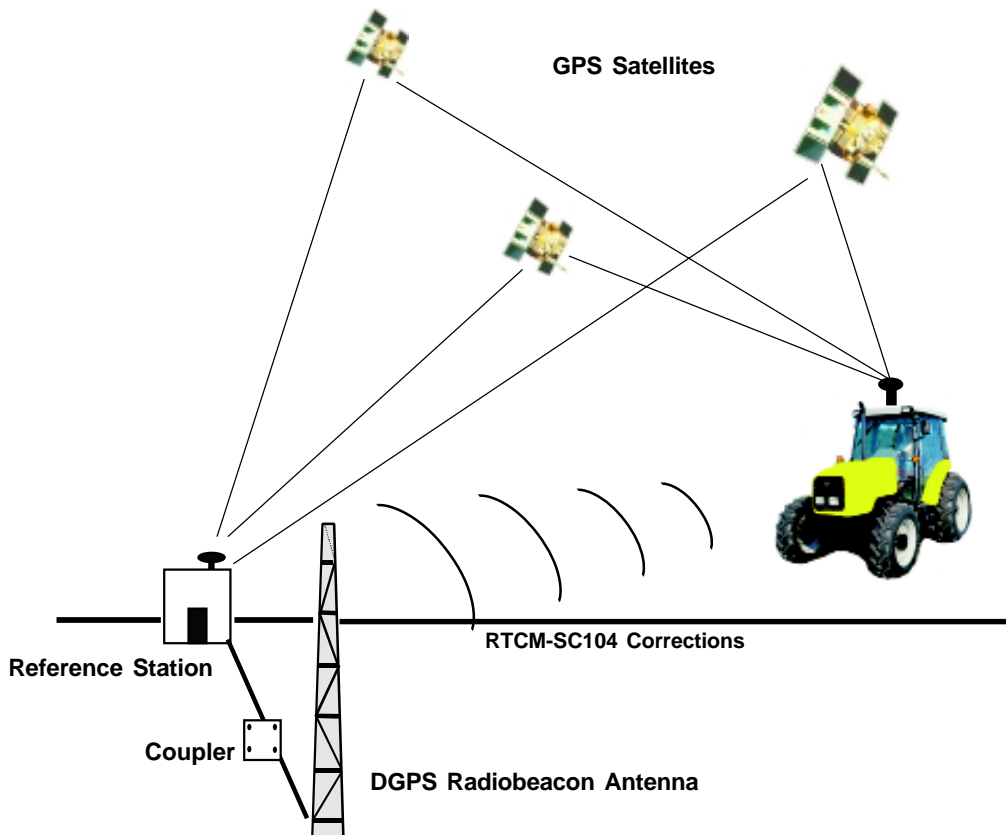 GPS Satellites
RTCM-SC104 Corrections
Reference Station
Coupler
DGPS Radiobeacon Antenna